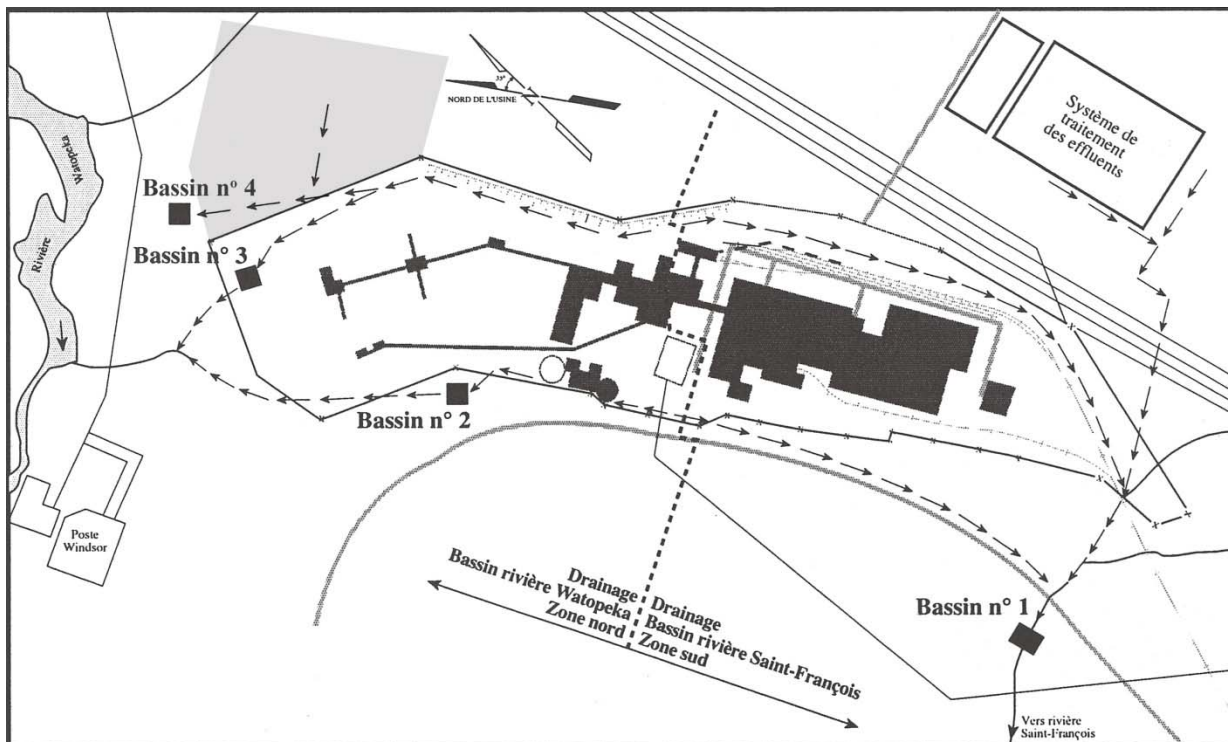 35°
NORD DE L'USINE
Système de
traitement
des effluents
Watopeka
Rivière
Bassin n° 4
Bassin n° 3
Bassin n° 2
Poste
Windsor
Drainage
Bassin rivière Watopeka
Zone nord
Drainage
Bassin rivière Saint-François
Zone sud
Bassin n° 1
Vers rivière
Saint-François